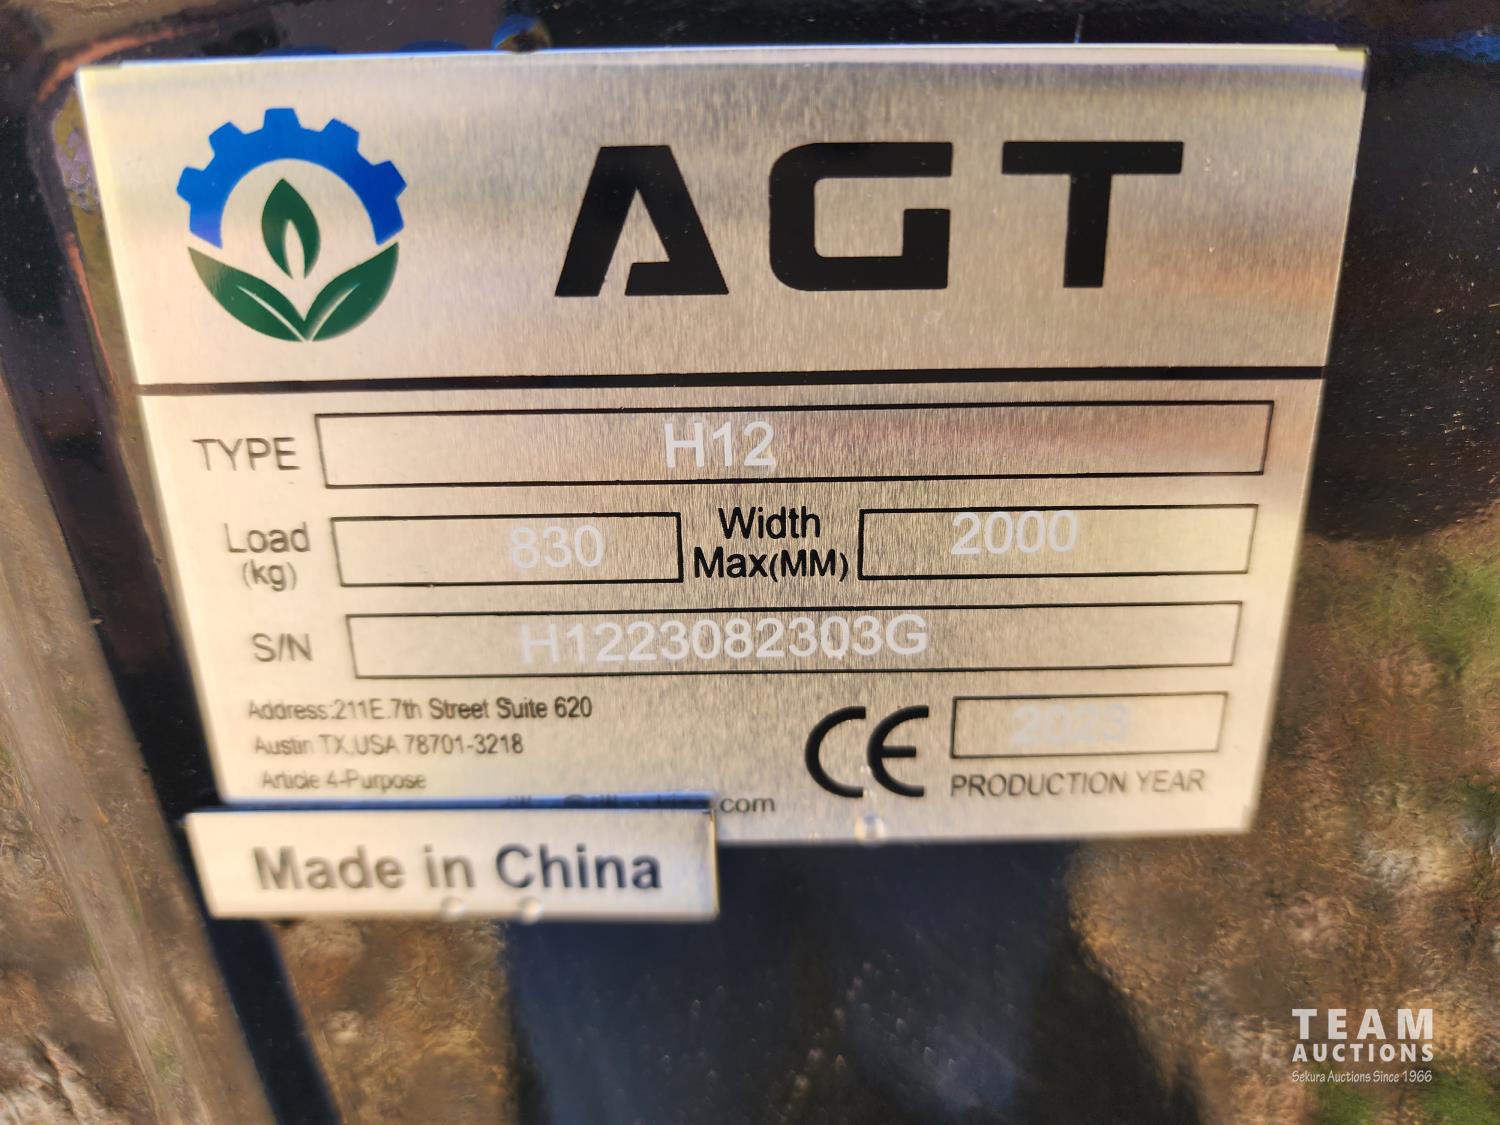 AGT
TYPE H12
Load (kg) 830 Width Max(MM) 2000
S/N H1223082303G
Address:211E.7th Street Suite 620
Austin TX,USA 78701-3218
Article 4-Purpose
.com
CE 2023
PRODUCTION YEAR
Made in China
TEAM
AUCTIONS
Sekura Auctions Since 1966